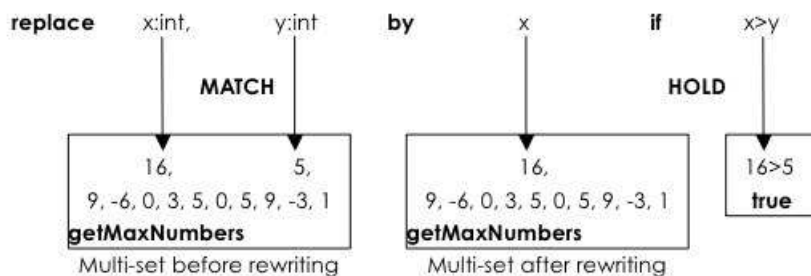 replace x:int, y:int by x if x>y
MATCH HOLD
16, 5, 16, 16>5
9, -6, 0, 3, 5, 0, 5, 9, -3, 1 9, -6, 0, 3, 5, 0, 5, 9, -3, 1 true
getMaxNumbers getMaxNumbers
Multi-set before rewriting Multi-set after rewriting